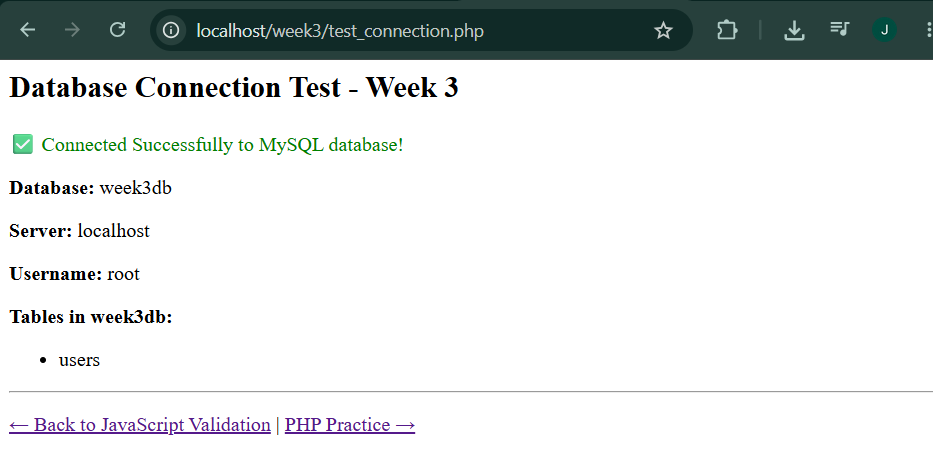 localhost/week3/test_connection.php
J
Database Connection Test - Week 3
✅ Connected Successfully to MySQL database!
Database: week3db
Server: localhost
Username: root
Tables in week3db:
• users
← Back to JavaScript Validation | PHP Practice →